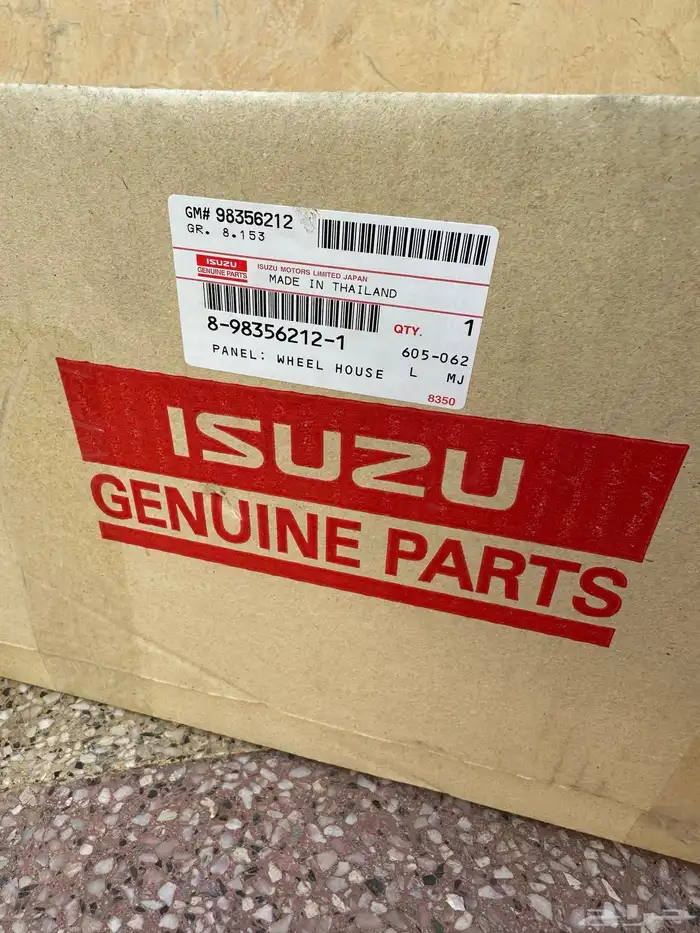 GM# 98356212
GR. 8.153
ISUZU
GENUINE PARTS
ISUZU MOTORS LIMITED JAPAN
MADE IN THAILAND
8-98356212-1
QTY. 1
605-062
PANEL: WHEEL HOUSE
L MJ
8350
ISUZU
GENUINE PARTS
حراج